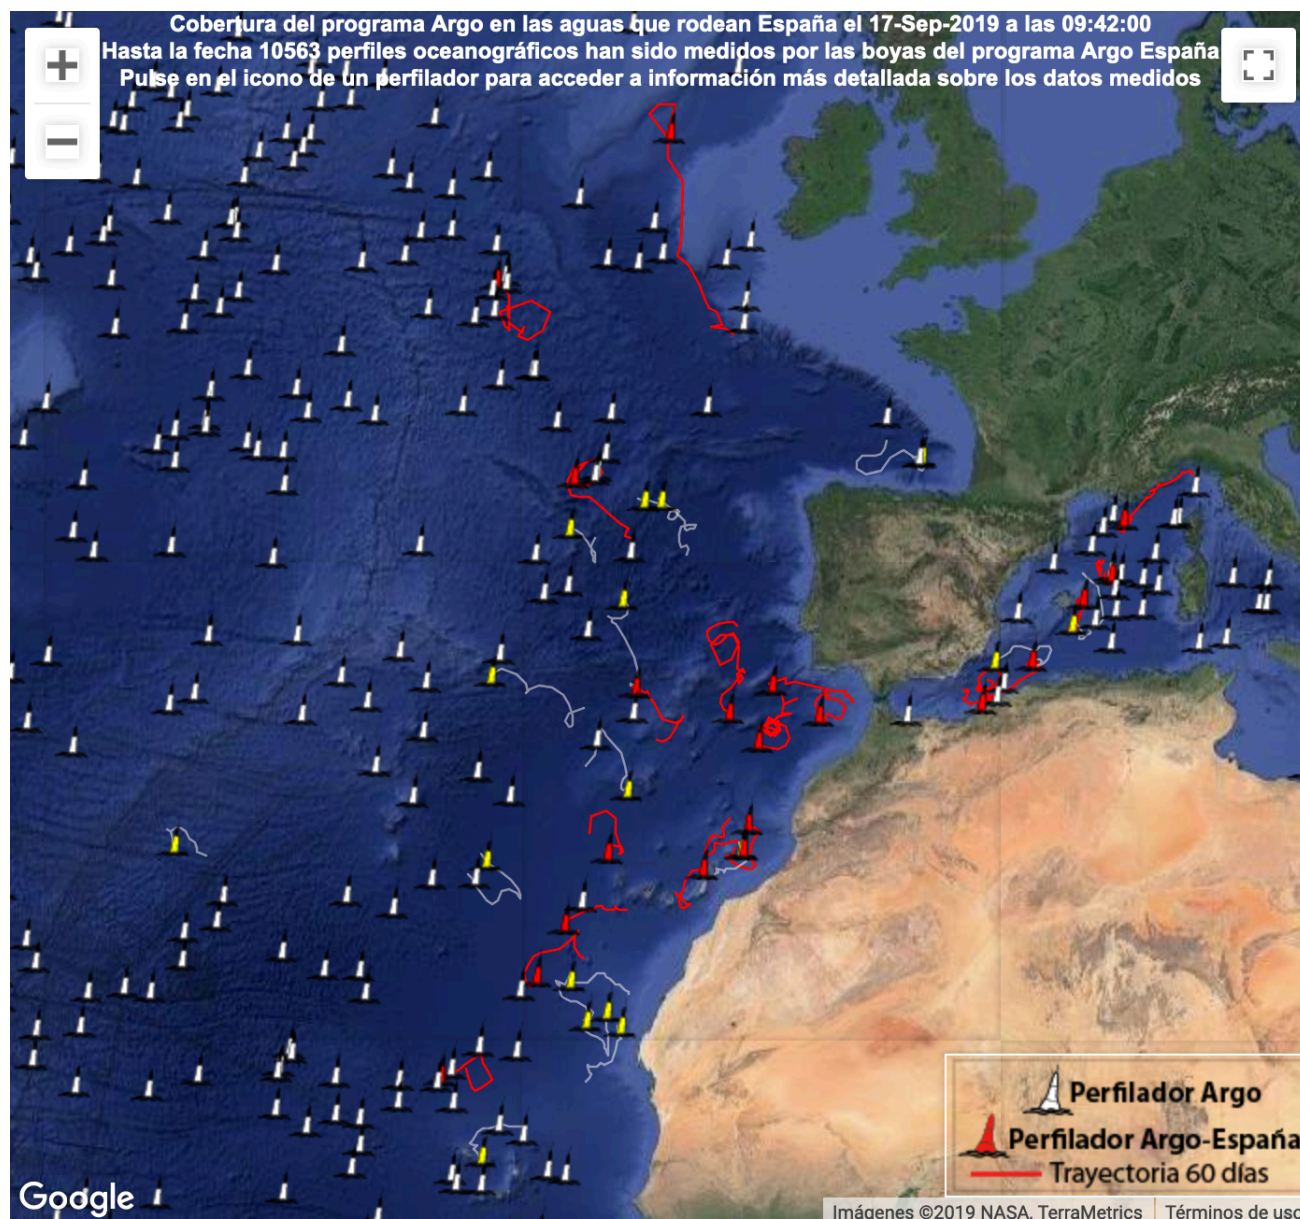 Cobertura del programa Argo en las aguas que rodean España el 17-Sep-2019 a las 09:42:00
Hasta la fecha 10563 perfiles oceanográficos han sido medidos por las boyas del programa Argo España
Pulse en el icono de un perfilador para acceder a información más detallada sobre los datos medidos
Perfilador Argo
Perfilador Argo-España
Trayectoria 60 días
Google
Imágenes ©2019 NASA, TerraMetrics
Términos de uso